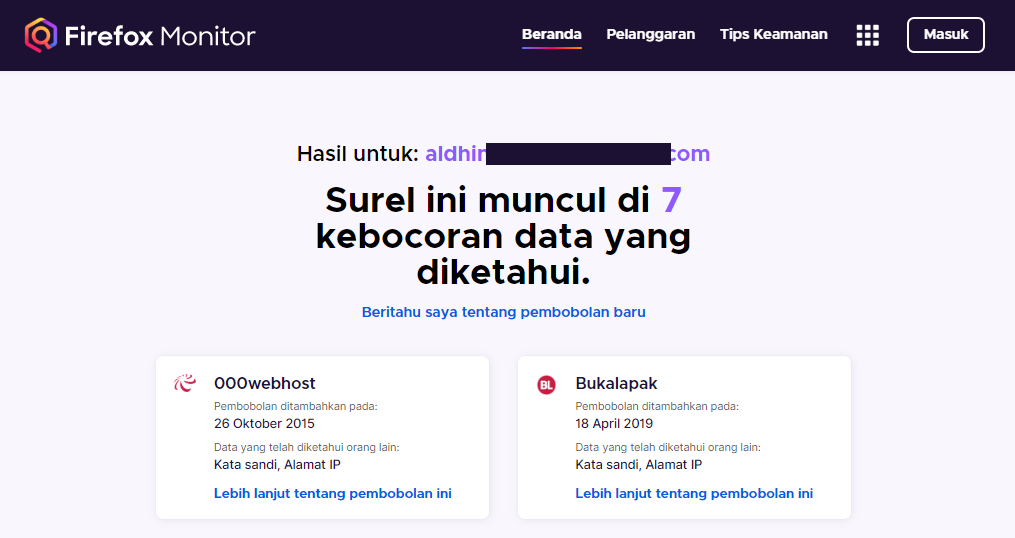 Firefox Monitor
Beranda Pelanggaran Tips Keamanan Masuk
Hasil untuk: aldhin com
Surel ini muncul di 7
kebocoran data yang
diketahui.
Beritahu saya tentang pembobolan baru
000webhost
Pembobolan ditambahkan pada:
26 Oktober 2015
Data yang telah diketahui orang lain:
Kata sandi, Alamat IP
Lebih lanjut tentang pembobolan ini
BL Bukalapak
Pembobolan ditambahkan pada:
18 April 2019
Data yang telah diketahui orang lain:
Kata sandi, Alamat IP
Lebih lanjut tentang pembobolan ini